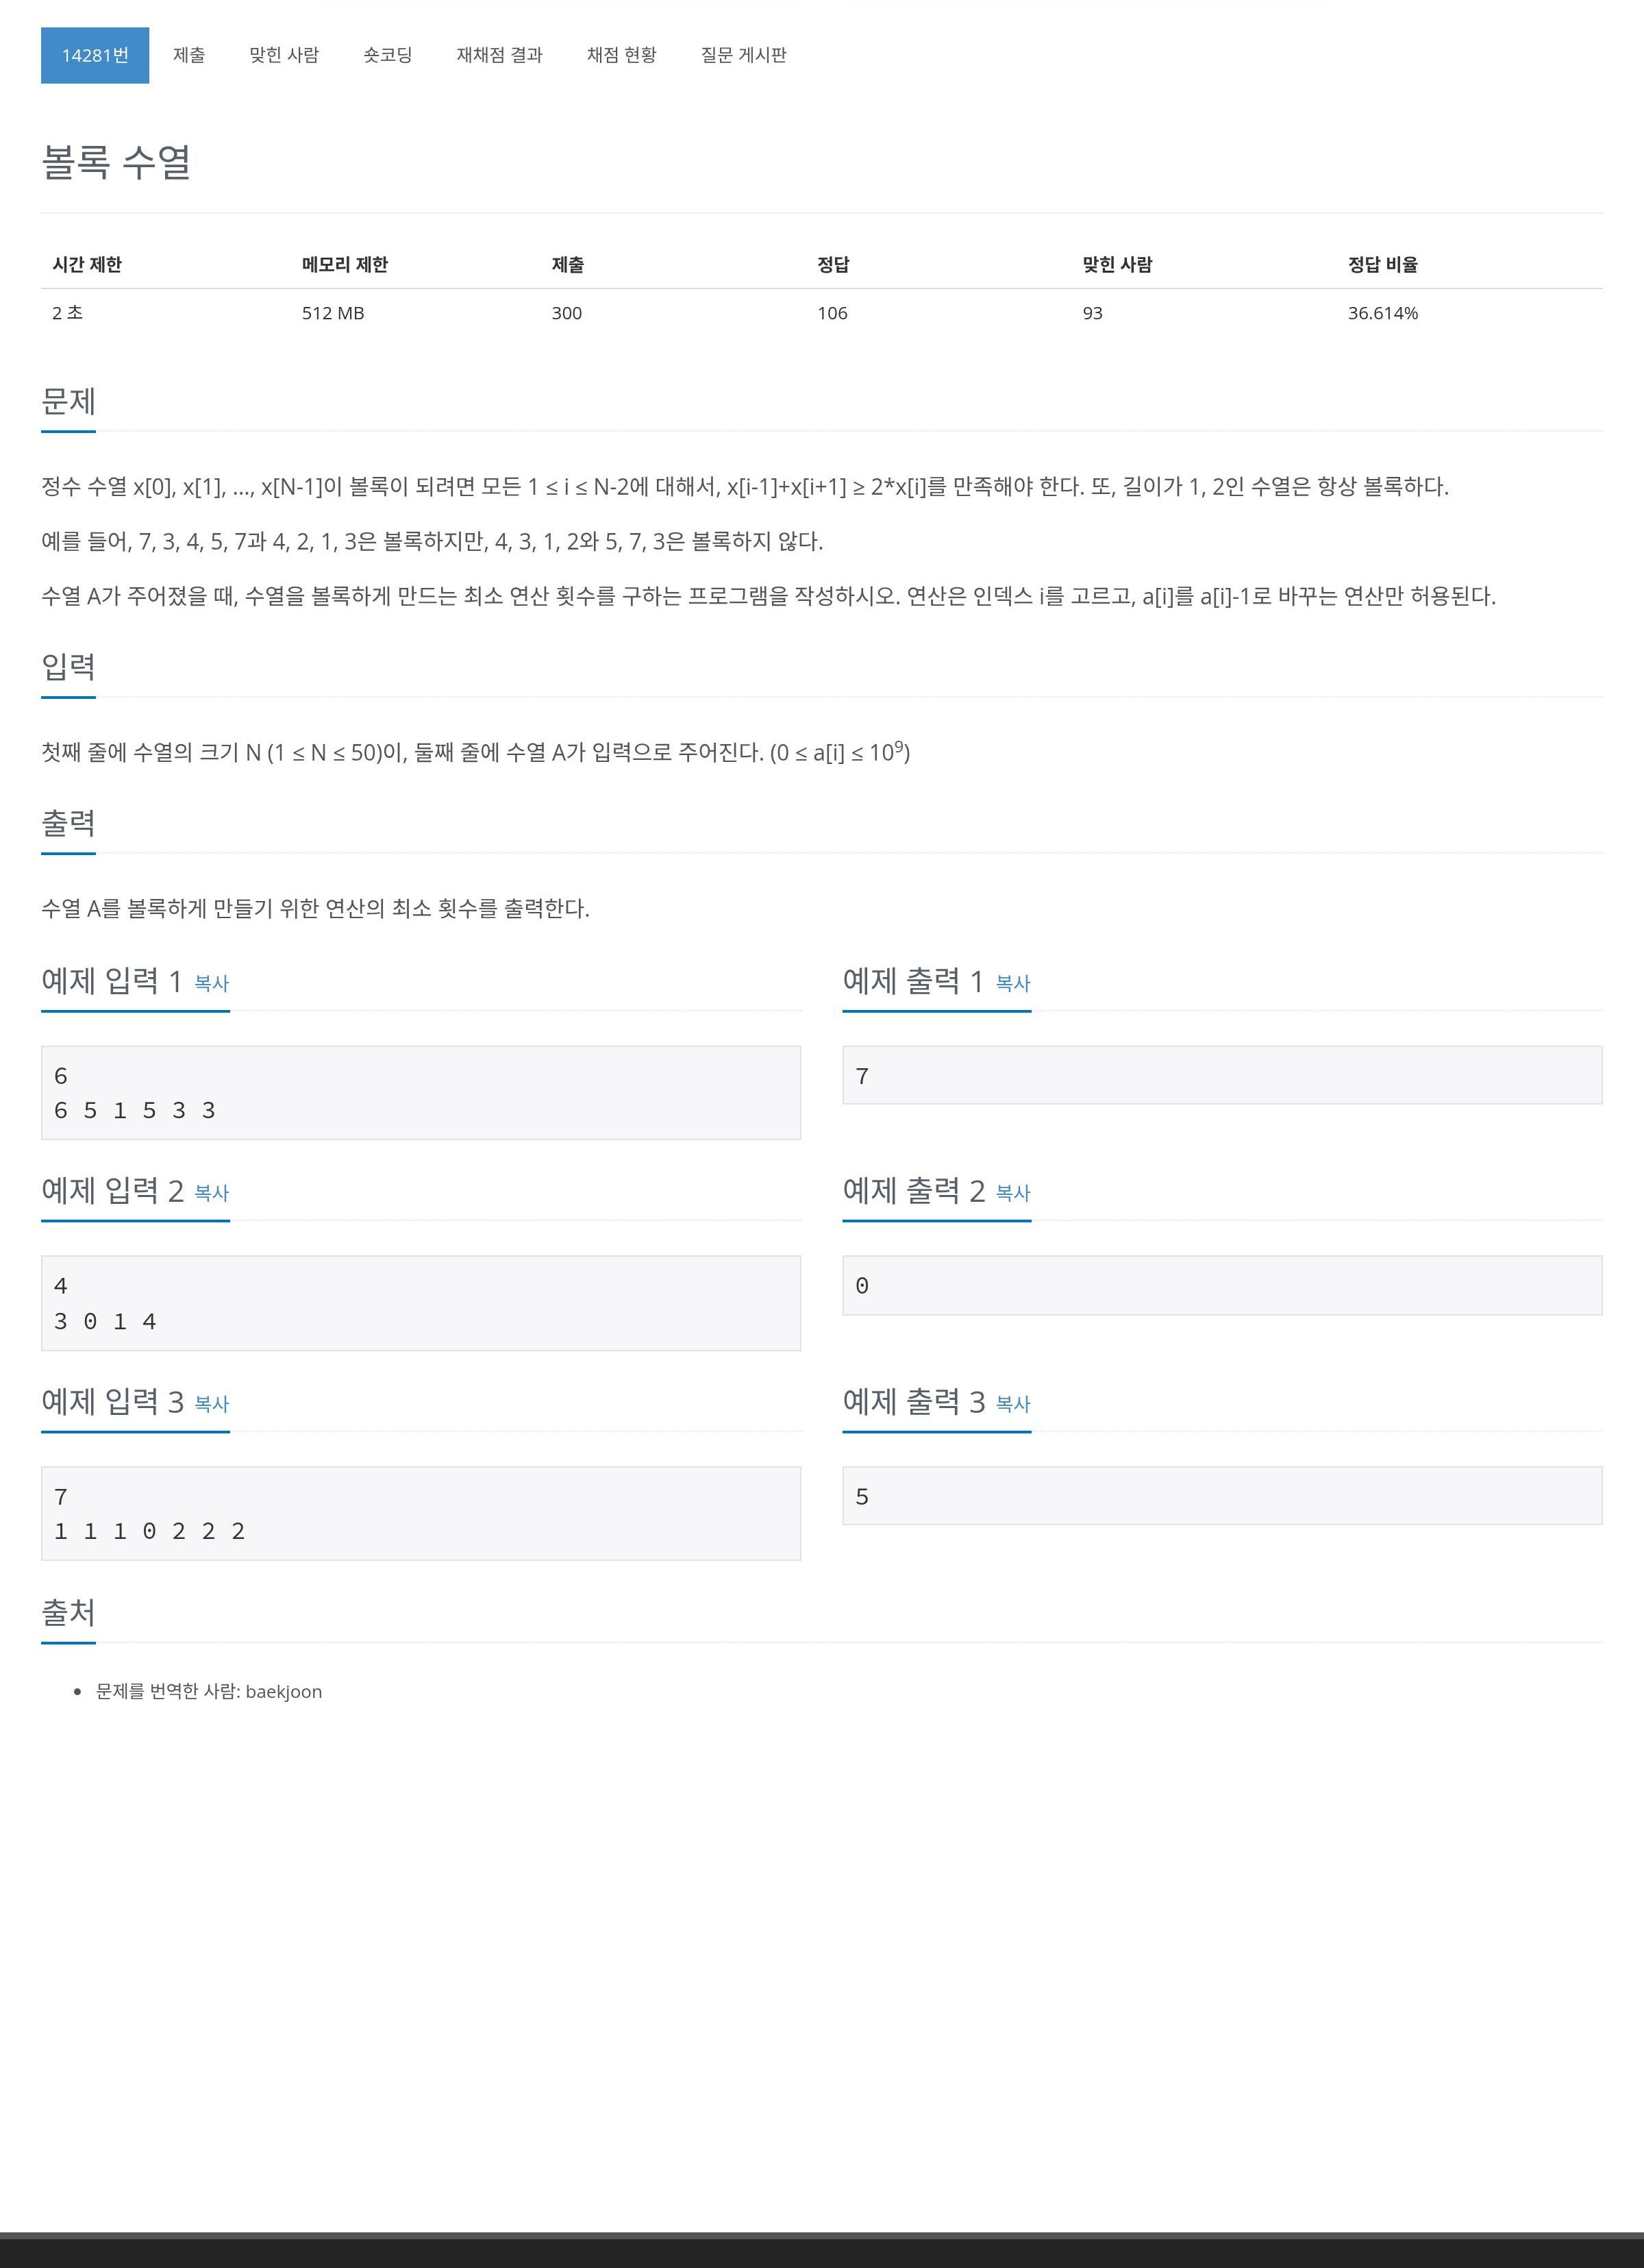 14281번 제출 맞힌 사람 숏코딩 재채점 결과 채점 현황 질문 게시판
볼록 수열
시간 제한 메모리 제한 제출 정답 맞힌 사람 정답 비율
2 초 512 MB 300 106 93 36.614%
문제
정수 수열 x[0], x[1], ..., x[N-1]이 볼록이 되려면 모든 1 ≤ i ≤ N-2에 대해서, x[i-1]+x[i+1] ≥ 2*x[i]를 만족해야 한다. 또, 길이가 1, 2인 수열은 항상 볼록하다.
예를 들어, 7, 3, 4, 5, 7과 4, 2, 1, 3은 볼록하지만, 4, 3, 1, 2와 5, 7, 3은 볼록하지 않다.
수열 A가 주어졌을 때, 수열을 볼록하게 만드는 최소 연산 횟수를 구하는 프로그램을 작성하시오. 연산은 인덱스 i를 고르고, a[i]를 a[i]-1로 바꾸는 연산만 허용된다.
입력
첫째 줄에 수열의 크기 N (1 ≤ N ≤ 50)이, 둘째 줄에 수열 A가 입력으로 주어진다. (0 ≤ a[i] ≤ 10⁹)
출력
수열 A를 볼록하게 만들기 위한 연산의 최소 횟수를 출력한다.
예제 입력 1 복사
6
6 5 1 5 3 3
예제 출력 1 복사
7
예제 입력 2 복사
4
3 0 1 4
예제 출력 2 복사
0
예제 입력 3 복사
7
1 1 1 0 2 2 2
예제 출력 3 복사
5
출처
• 문제를 번역한 사람: baekjoon